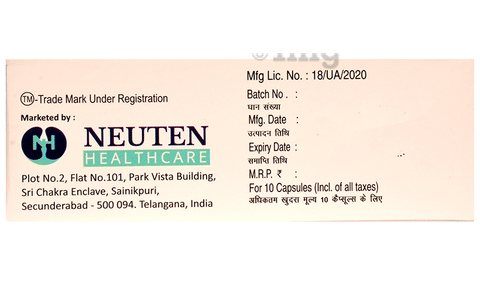 TM-Trade Mark Under Registration
Marketed by :
NH
NEUTEN
HEALTHCARE
Plot No.2, Flat No.101, Park Vista Building,
Sri Chakra Enclave, Sainikpuri,
Secunderabad - 500 094. Telangana, India
Mfg Lic. No. : 18/UA/2020
Batch No. :
घान संख्या
Mfg. Date :
उत्पादन तिथि
Expiry Date :
समाप्ति तिथि
M.R.P. ₹ :
For 10 Capsules (Incl. of all taxes)
अधिकतम खुदरा मूल्य 10 कैप्सूल्स के लिए